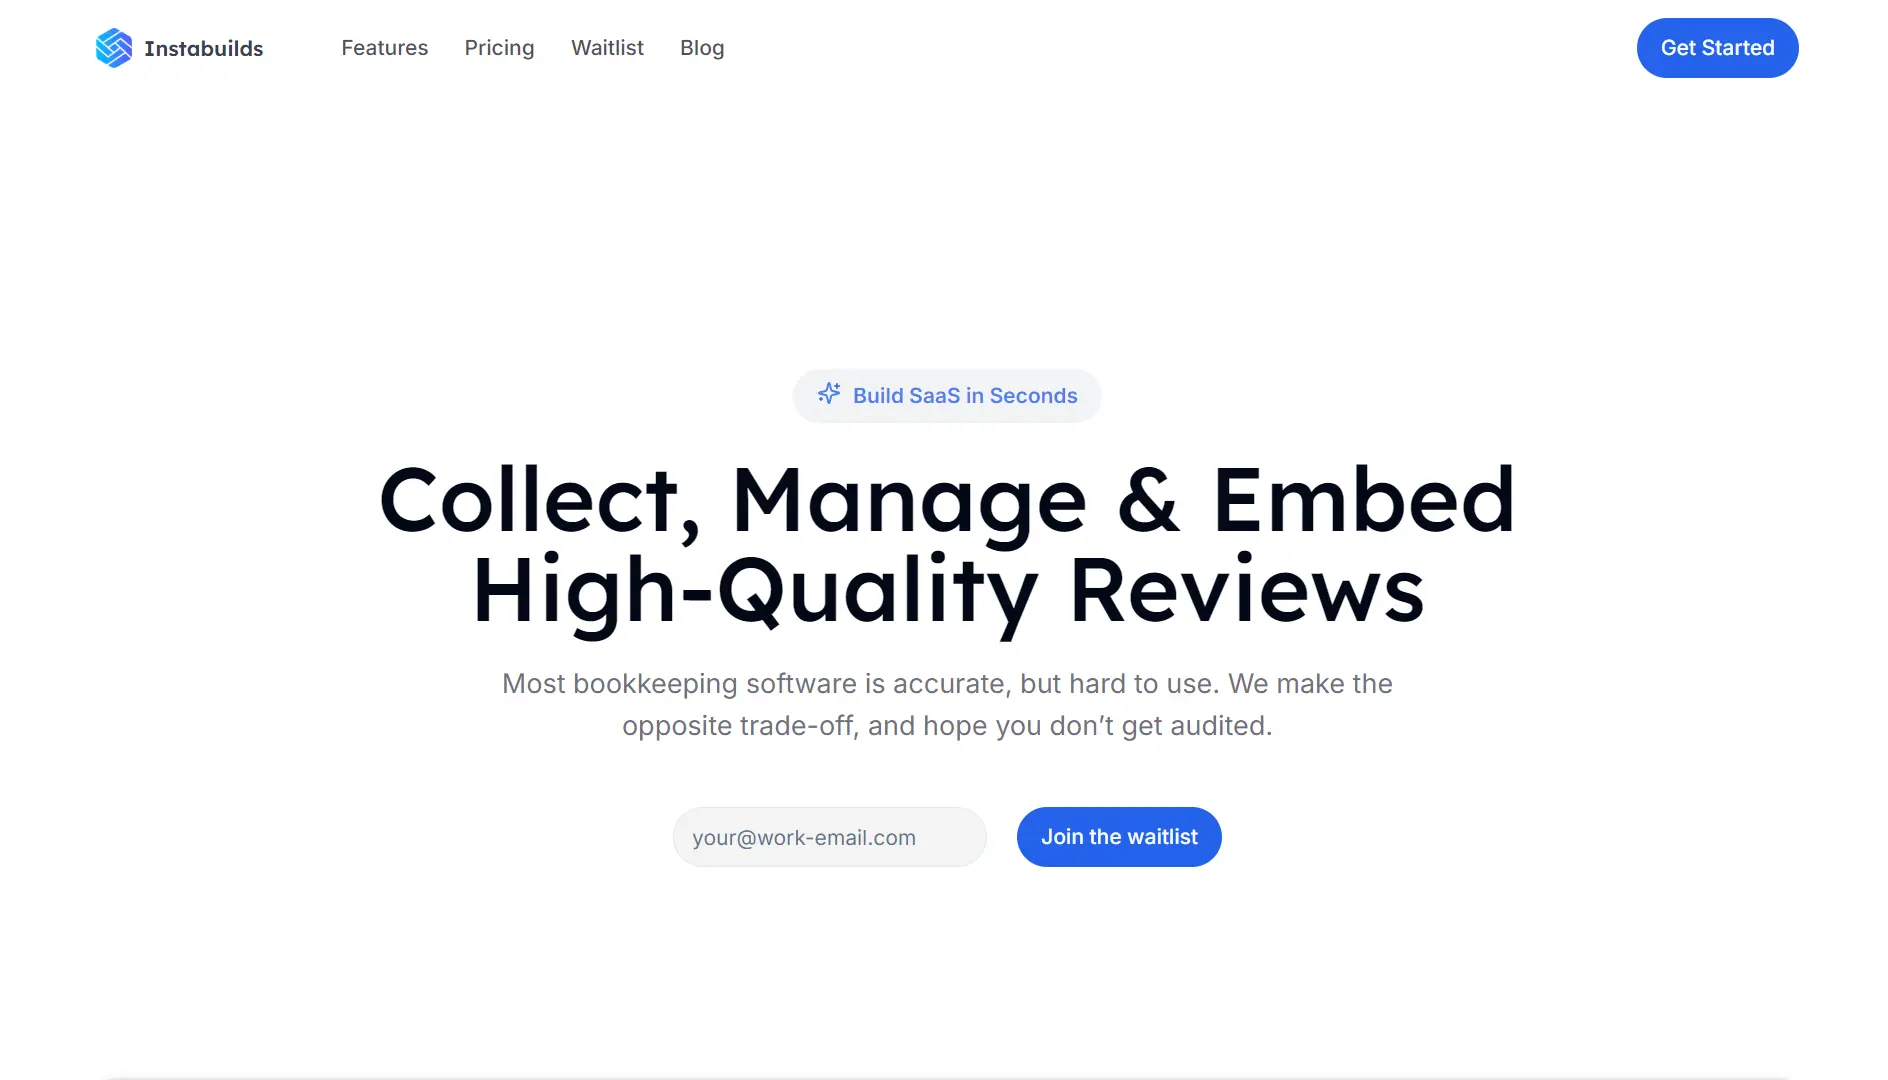 Instabuilds
Features
Pricing
Waitlist
Blog
Get Started
Build SaaS in Seconds
Collect, Manage & Embed
High-Quality Reviews
Most bookkeeping software is accurate, but hard to use. We make the
opposite trade-off, and hope you don’t get audited.
your@work-email.com
Join the waitlist